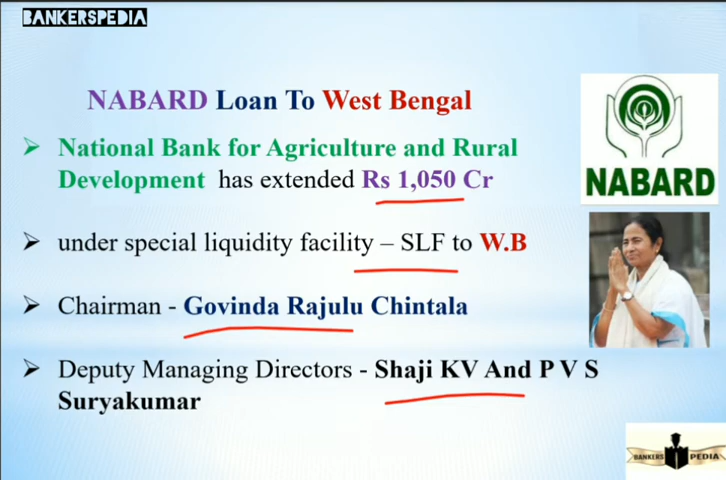 BANKERSPEDIA
NABARD Loan To West Bengal
National Bank for Agriculture and Rural
Development has extended Rs 1,050 Cr
NABARD
under special liquidity facility – SLF to W.B
Chairman - Govinda Rajulu Chintala
Deputy Managing Directors - Shaji KV And P V S
Suryakumar
BANKERS PEDIA